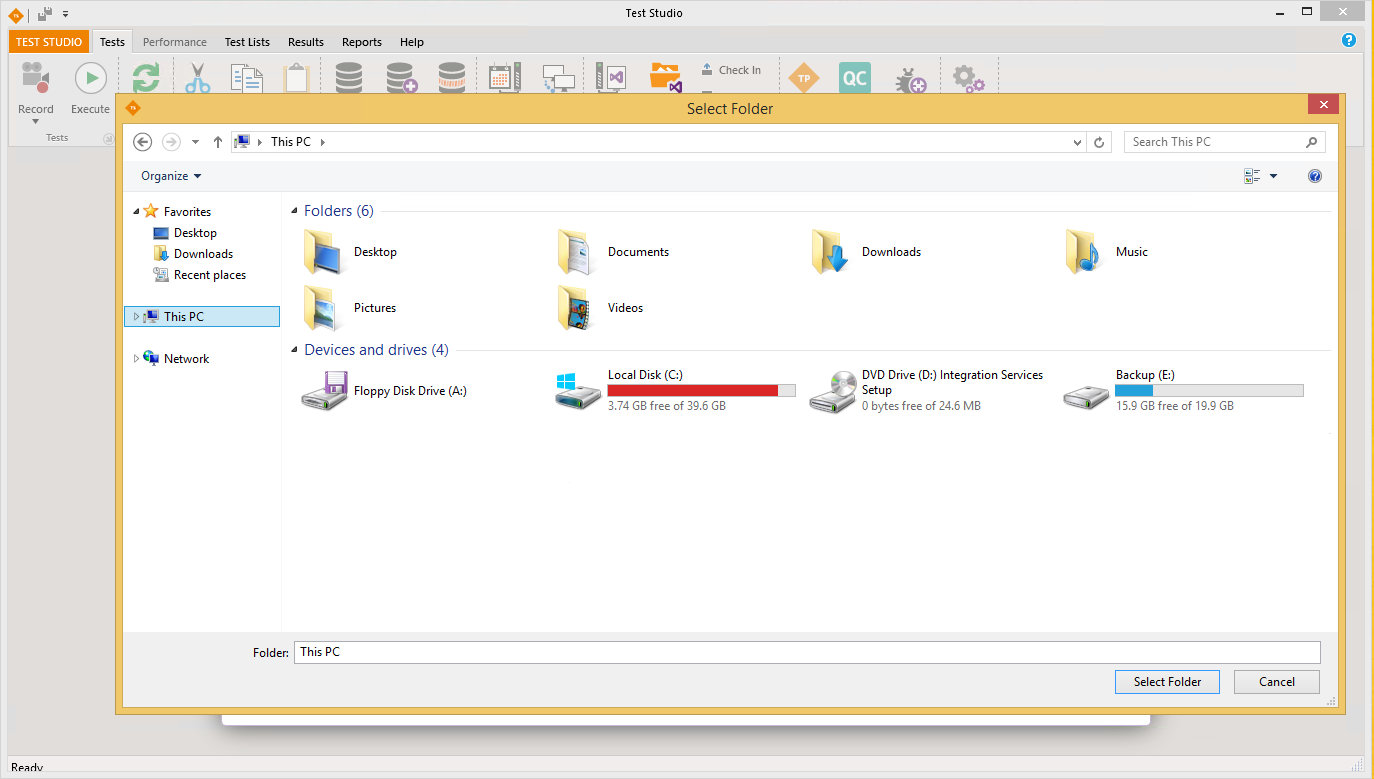 TS
Test Studio
TEST STUDIO Tests Performance Test Lists Results Reports Help
Record Execute Check In TP QC
Tests
TS Select Folder
This PC Search This PC
Organize
Favorites
Desktop
Downloads
Recent places
This PC
Network
Folders (6)
Desktop Documents Downloads Music
Pictures Videos
Devices and drives (4)
Floppy Disk Drive (A:)
Local Disk (C:)
3.74 GB free of 39.6 GB
DVD Drive (D:) Integration Services
Setup
0 bytes free of 24.6 MB
Backup (E:)
15.9 GB free of 19.9 GB
Folder: This PC
Select Folder Cancel
Ready